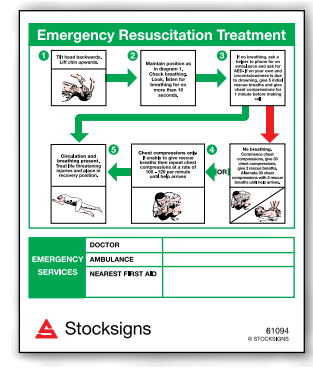 Emergency Resuscitation Treatment
1
Tilt head backwards.
Lift chin upwards.
2
Maintain position as
in diagram 1.
Check breathing.
Look, listen for
breathing for no
more than 10
seconds.
3
If no breathing, ask a
helper to phone for an
ambulance and ask for
AED. If on your own and
unconsciousness is due
to drowning, give 5 initial
rescue breaths and give
chest compressions for
1 minute before making
call
5
Circulation and
breathing present.
Treat life threatening
injuries and place in
recovery position.
Chest compressions only
If unable to give rescue
breaths then repeat chest
compressions at a rate of
100 - 120 per minute
until help arrives
4
OR
No breathing.
Commence chest
compressions, give 30
chest compressions,
give 2 rescue breaths,
Alternate 30 chest
compressions with 2 rescue
breaths until help arrives.
EMERGENCY
SERVICES
DOCTOR
AMBULANCE
NEAREST FIRST AID
Stocksigns
61094
© STOCKSIGNS